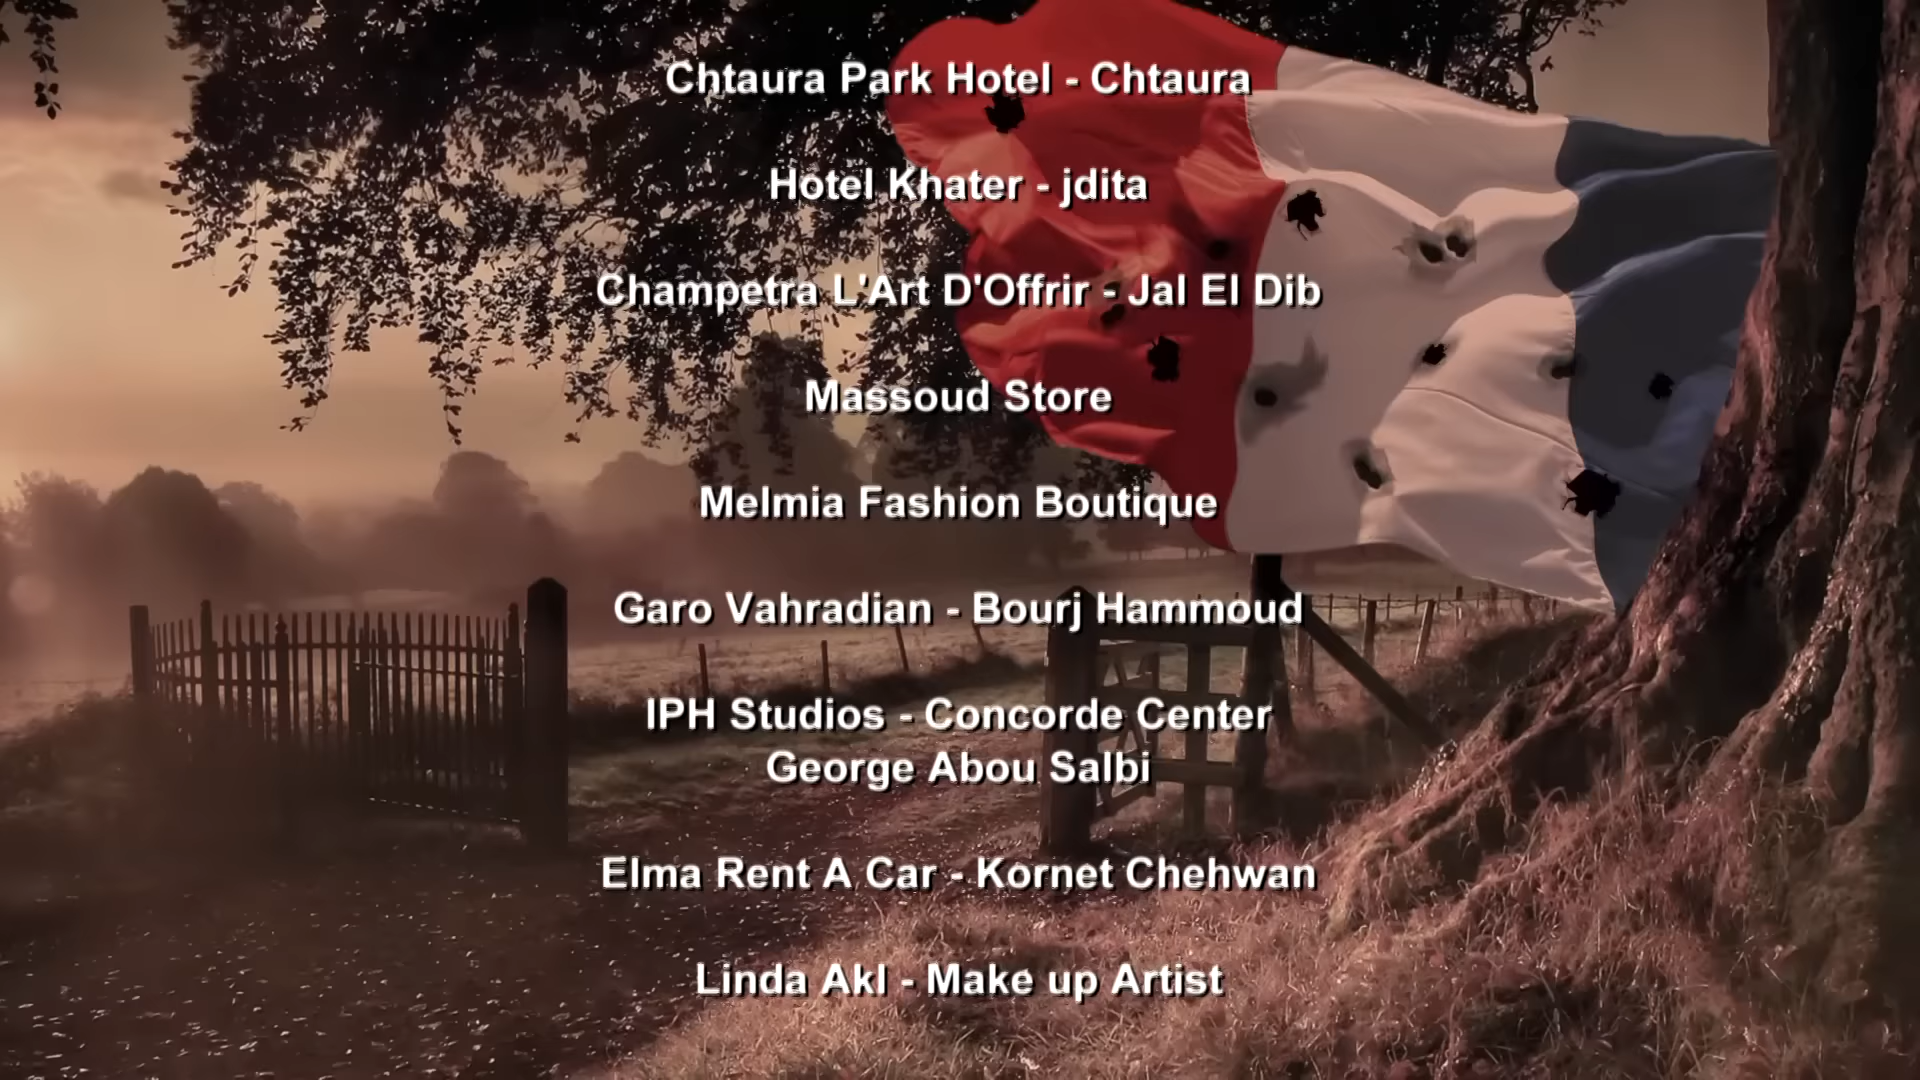 Chtaura Park Hotel - Chtaura
Hotel Khater - jdita
Champetra L'Art D'Offrir - Jal El Dib
Massoud Store
Melmia Fashion Boutique
Garo Vahradian - Bourj Hammoud
IPH Studios - Concorde Center
George Abou Salbi
Elma Rent A Car - Kornet Chehwan
Linda Akl - Make up Artist